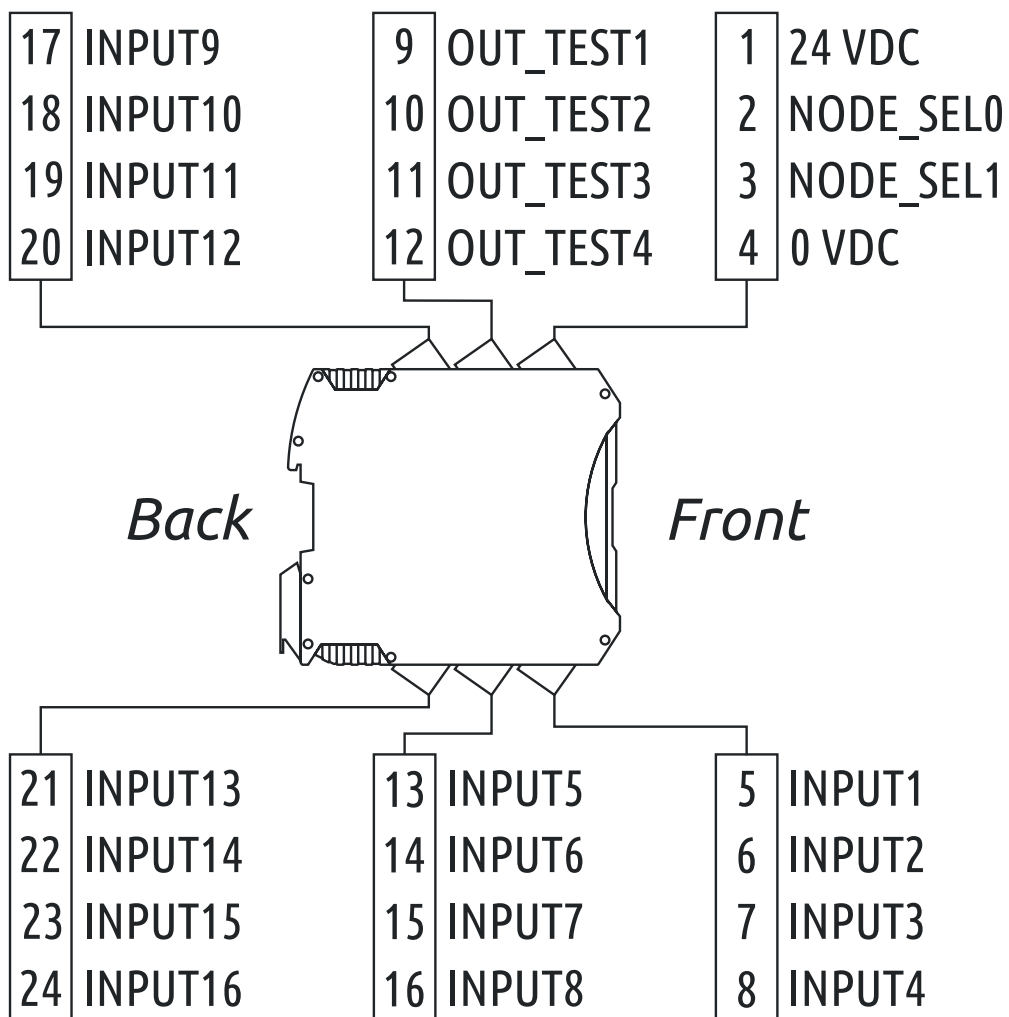 17 INPUT9
18 INPUT10
19 INPUT11
20 INPUT12
9 OUT_TEST1
10 OUT_TEST2
11 OUT_TEST3
12 OUT_TEST4
1 24 VDC
2 NODE_SEL0
3 NODE_SEL1
4 0 VDC
Back
Front
21 INPUT13
22 INPUT14
23 INPUT15
24 INPUT16
13 INPUT5
14 INPUT6
15 INPUT7
16 INPUT8
5 INPUT1
6 INPUT2
7 INPUT3
8 INPUT4